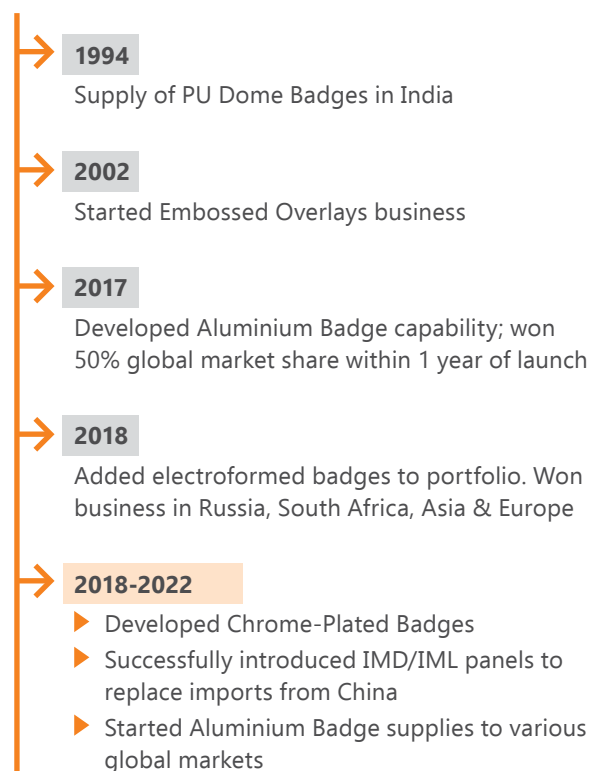 1994
Supply of PU Dome Badges in India
2002
Started Embossed Overlays business
2017
Developed Aluminium Badge capability; won
50% global market share within 1 year of launch
2018
Added electroformed badges to portfolio. Won
business in Russia, South Africa, Asia & Europe
2018-2022
Developed Chrome-Plated Badges
Successfully introduced IMD/IML panels to
replace imports from China
Started Aluminium Badge supplies to various
global markets